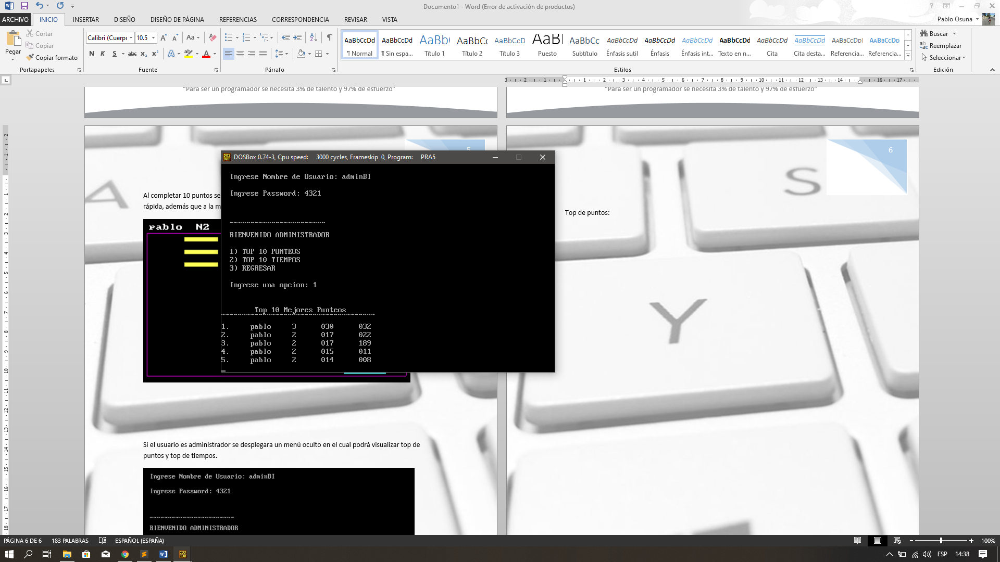 Documento1 - Word (Error de activación de productos)
ARCHIVO INICIO INSERTAR DISEÑO DISEÑO DE PÁGINA REFERENCIAS CORRESPONDENCIA REVISAR VISTA
Pablo Osuna
Pegar
Cortar
Copiar
Copiar formato
Portapapeles
Calibri (Cuerpo 10.5
N K S abc x₂ x²
Fuente
Párrafo
AaBbCcDd AaBbCcDd AaBb( AaBbCc AaBbCcD AaBl AaBbCc AaBbCcDd AaBbCcDd AaBbCcDd AaBbCcDd AaBbCcDd AaBbCcDd AaBbCcDd AaBbCcDd
¶ Normal ¶ Sin espa... Título 1 Título 2 Título 3 Puesto Subtítulo Énfasis sutil Énfasis Énfasis int... Texto en n... Cita Cita desta... Referencia... Referencia...
Estilos
Buscar
Reemplazar
Seleccionar
Edición
"Para ser un programador se necesita 3% de talento y 97% de esfuerzo"
"Para ser un programador se necesita 3% de talento y 97% de esfuerzo"
5
Al completar 10 puntos se
rápida, además que a la m
N2
DOSBox 0.74-3, Cpu speed: 3000 cycles, Frameskip 0, Program: PRA5
Ingrese Nombre de Usuario: adminBI
Ingrese Password: 4321
~~~~~~~~~~~~~~~~~~~~~~~
BIENVENIDO ADMINISTRADOR
1) TOP 10 PUNTEOS
2) TOP 10 TIEMPOS
3) REGRESAR
Ingrese una opcion: 1
Top 10 Mejores Punteos
~~~~~~~~~~~~~~~~~~~~~~~~~~~~~~~~~~~~~
1. pablo 3 030 032
2. pablo 2 017 022
3. pablo 2 017 189
4. pablo 2 015 011
5. pablo 2 014 008
Si el usuario es administrador se desplegara un menú oculto en el cual podrá visualizar top de
puntos y top de tiempos.
Ingrese Nombre de Usuario: adminBI
Ingrese Password: 4321
~~~~~~~~~~~~~~~~~~~~~~~
BIENVENIDO ADMINISTRADOR
6
Top de puntos:
A
S
Y
PÁGINA 6 DE 6 183 PALABRAS ESPAÑOL (ESPAÑA)
100%
ESP 14:38